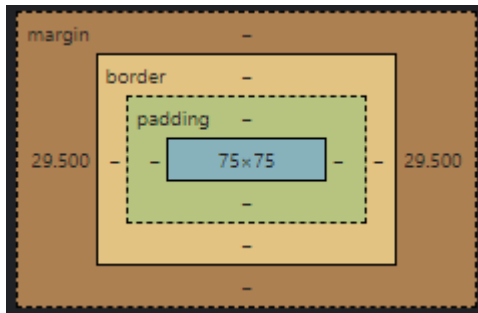 margin –
border –
padding –
29.500 – – 75×75 – – 29.500
–
–
–